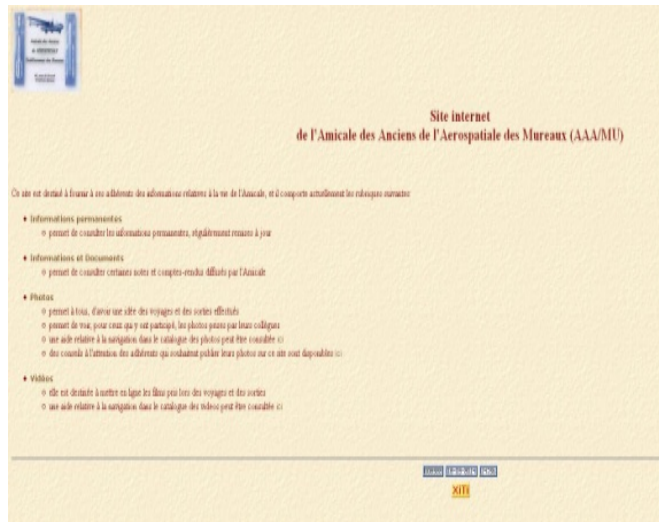 Site internet
de l'Amicale des Anciens de l'Aerospatiale des Mureaux (AAA/MU)
Ce site est destiné à fournir à ses adhérents des informations relatives à la vie de l'Amicale, et il comporte actuellement les rubriques suivantes
Informations permanentes
permet de consulter les informations permanentes, régulièrement remises à jour
Informations et Documents
permet de consulter certaines notes et comptes-rendus diffusés par l'Amicale
Photos
permet à tous, d'avoir une idée des voyages et des sorties effectués
permet de voir, pour ceux qui y ont participé, les photos prises par leurs collègues
une aide relative à la navigation dans le catalogue des photos peut être consultée ici
des conseils à l'attention des adhérents qui souhaitent publier leurs photos sur ce site sont disponibles ici
Vidéos
elle est destinée à mettre en ligne les films pris lors des voyages et des sorties
une aide relative à la navigation dans le catalogue des videos peut être consultée ici
XiTi